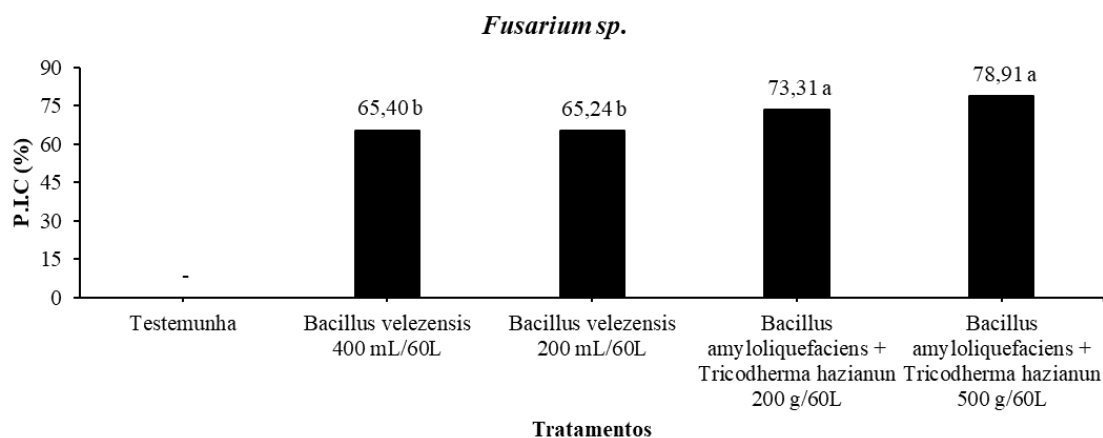 Fusarium sp.
90
75
60
45
30
15
0
P.I.C (%)
-
65,40 b
65,24 b
73,31 a
78,91 a
Testemunha
Bacillus velezensis
400 mL/60L
Bacillus velezensis
200 mL/60L
Bacillus
amyloliquefaciens +
Tricodherma hazianun
200 g/60L
Bacillus
amyloliquefaciens +
Tricodherma hazianun
500 g/60L
Tratamentos